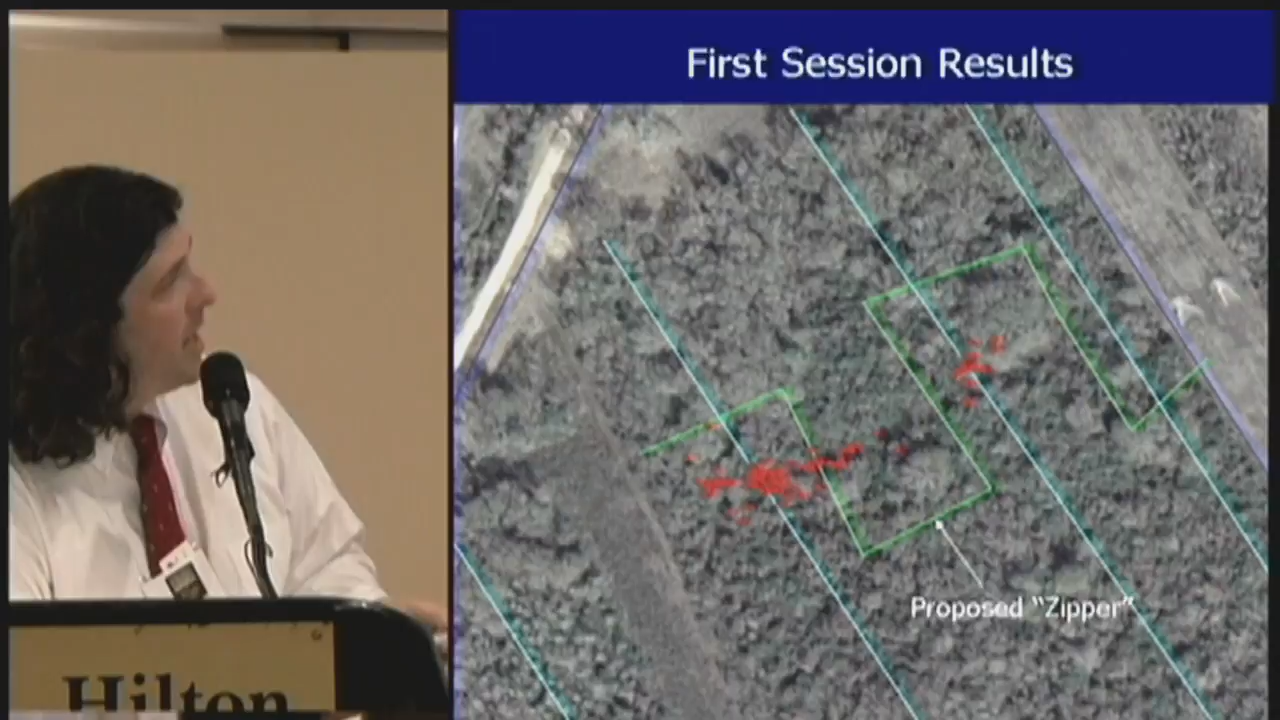 First Session Results
Proposed “Zipper”
Hilton